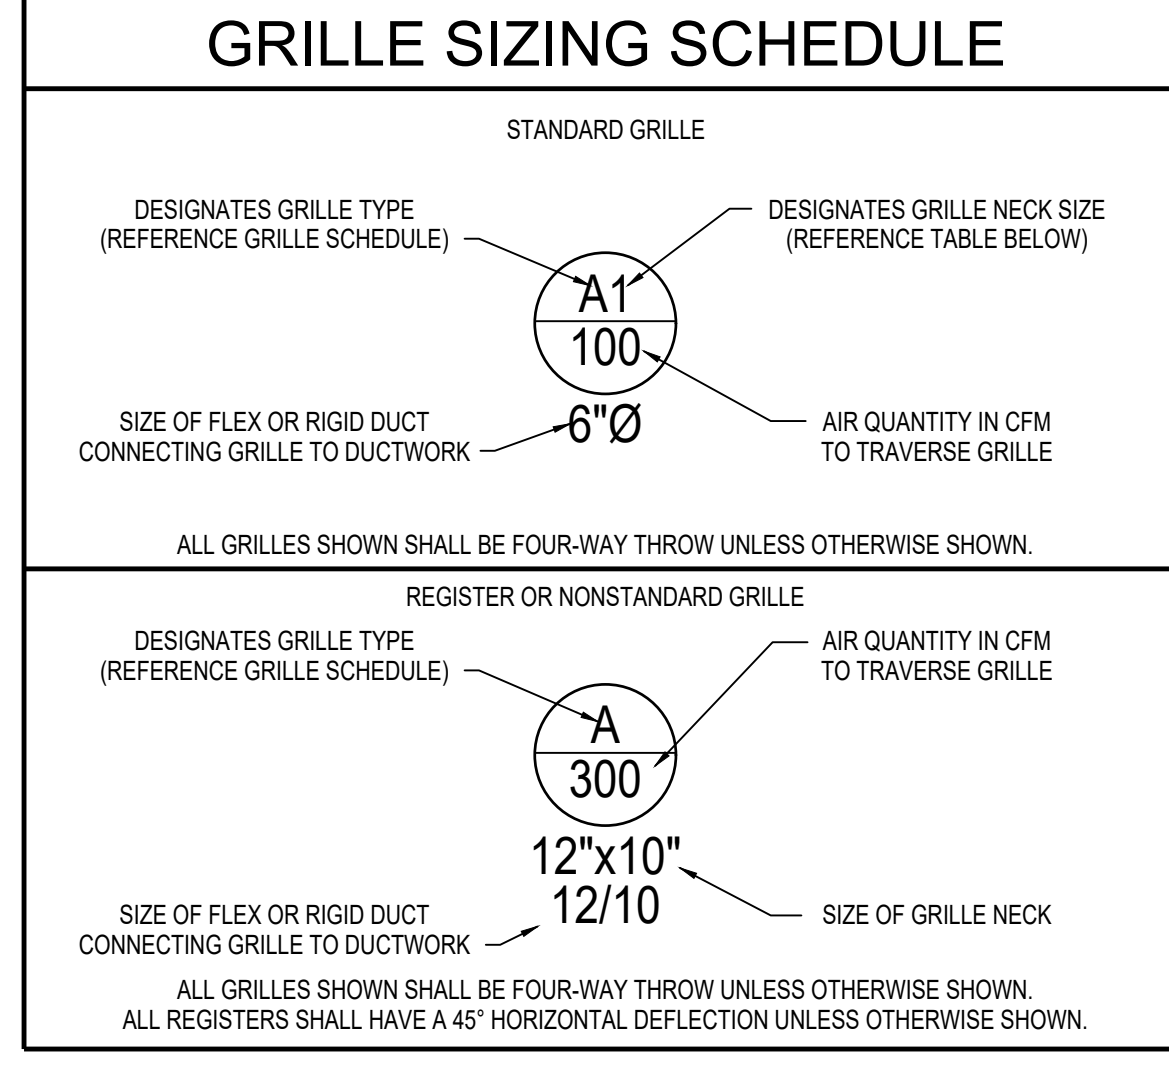 GRILLE SIZING SCHEDULE
STANDARD GRILLE
DESIGNATES GRILLE TYPE
(REFERENCE GRILLE SCHEDULE)
DESIGNATES GRILLE NECK SIZE
(REFERENCE TABLE BELOW)
A1
100
6"Ø
SIZE OF FLEX OR RIGID DUCT
CONNECTING GRILLE TO DUCTWORK
AIR QUANTITY IN CFM
TO TRAVERSE GRILLE
ALL GRILLES SHOWN SHALL BE FOUR-WAY THROW UNLESS OTHERWISE SHOWN.
REGISTER OR NONSTANDARD GRILLE
DESIGNATES GRILLE TYPE
(REFERENCE GRILLE SCHEDULE)
AIR QUANTITY IN CFM
TO TRAVERSE GRILLE
A
300
12"x10"
12/10
SIZE OF FLEX OR RIGID DUCT
CONNECTING GRILLE TO DUCTWORK
SIZE OF GRILLE NECK
ALL GRILLES SHOWN SHALL BE FOUR-WAY THROW UNLESS OTHERWISE SHOWN.
ALL REGISTERS SHALL HAVE A 45° HORIZONTAL DEFLECTION UNLESS OTHERWISE SHOWN.